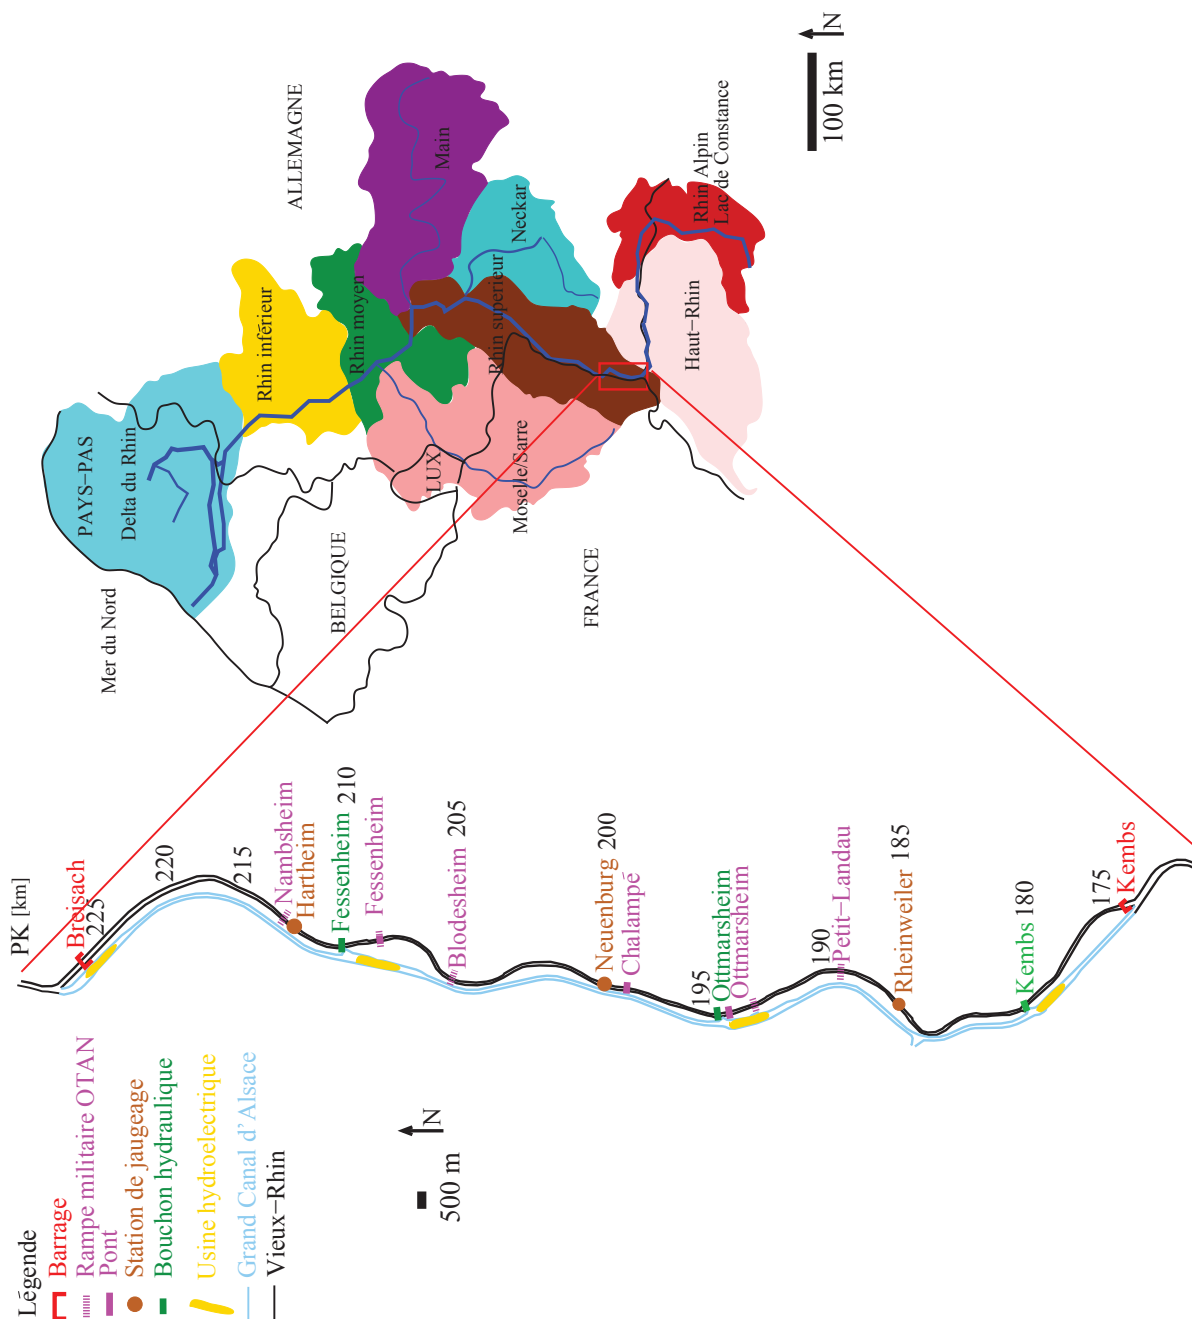 Légende
Barrage
Rampe militaire OTAN
Pont
Station de jaugeage
Bouchon hydraulique
Usine hydroelectrique
Grand Canal d'Alsace
Vieux−Rhin
500 m
N
PK [km]
Breisach
225
220
215
Nambsheim
Hartheim
Fessenheim 210
Fessenheim
Blodesheim 205
Neuenburg 200
Chalampé
195
Ottmarsheim
Ottmarsheim
190
Petit−Landau
Rheinweiler 185
Kembs 180
175
Kembs
Mer du Nord
PAYS−PAS
Delta du Rhin
ALLEMAGNE
Rhin inférieur
BELGIQUE
Rhin moyen
Main
LUX
Moselle/Sarre
Rhin superieur
Neckar
FRANCE
Haut−Rhin
Rhin Alpin
Lac de Constance
100 km
N